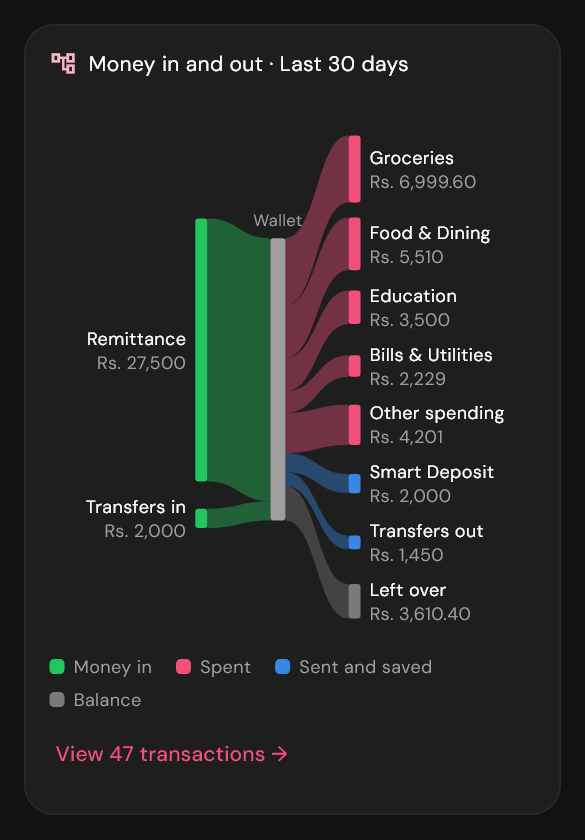 Money in and out · Last 30 days
Wallet
Remittance
Rs. 27,500
Transfers in
Rs. 2,000
Groceries
Rs. 6,999.60
Food & Dining
Rs. 5,510
Education
Rs. 3,500
Bills & Utilities
Rs. 2,229
Other spending
Rs. 4,201
Smart Deposit
Rs. 2,000
Transfers out
Rs. 1,450
Left over
Rs. 3,610.40
Money in
Spent
Sent and saved
Balance
View 47 transactions →